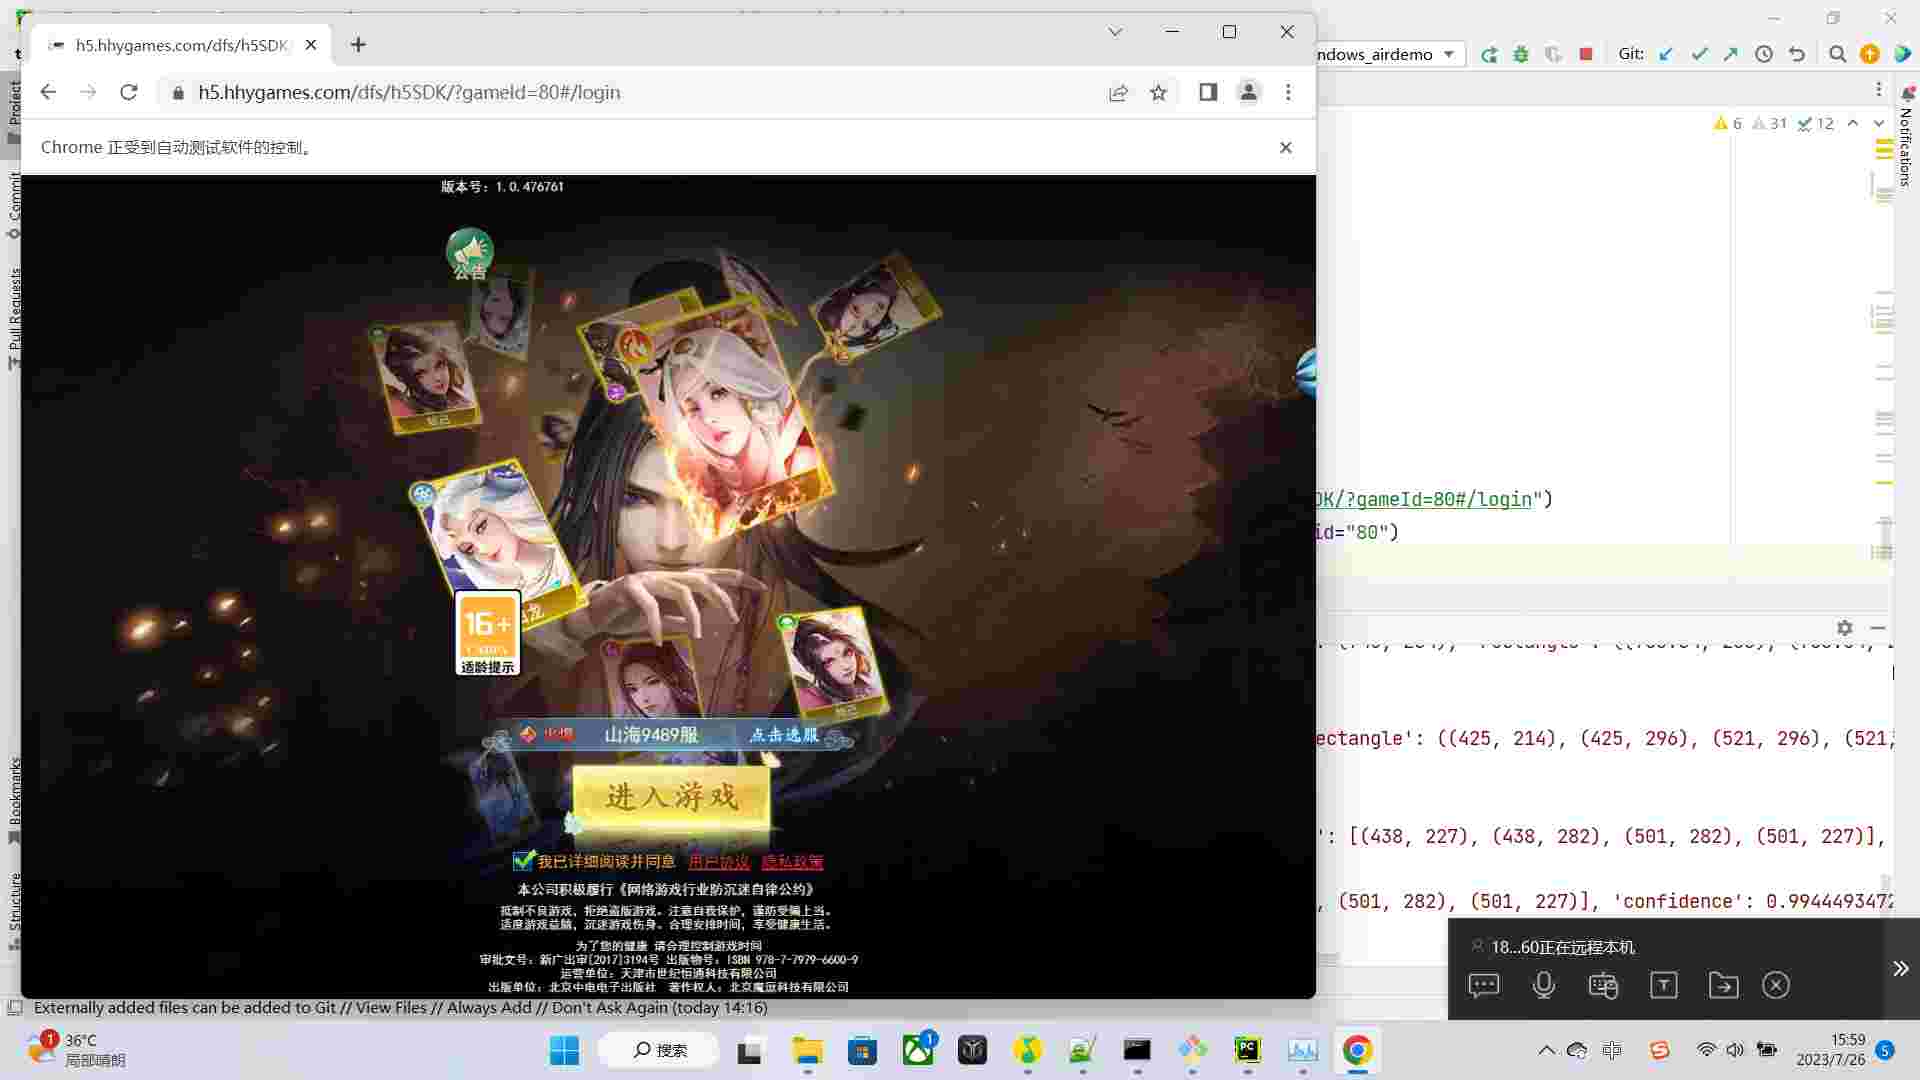 h5.hhygames.com/dfs/h5SDK
ndows_airdemo
Git:
h5.hhygames.com/dfs/h5SDK/?gameId=80#/login
Project
Notifications
6 31 12
Chrome 正受到自动测试软件的控制。
版本号：1.0.476761
Commit
公告
Pull Requests
DK/?gameId=80#/login")
id="80")
16+
适龄提示
山海9489服
点击选服
ectangle': ((425, 214), (425, 296), (521, 296), (521,
进入游戏
Bookmarks
': [(438, 227), (438, 282), (501, 282), (501, 227)],
我已详细阅读并同意 用户协议 隐私政策
本公司积极履行《网络游戏行业防沉迷自律公约》
Structure
, (501, 282), (501, 227)], 'confidence': 0.9944493472
抵制不良游戏，拒绝盗版游戏。注意自我保护，谨防受骗上当。
适度游戏益脑，沉迷游戏伤身。合理安排时间，享受健康生活。
为了您的健康 请合理控制游戏时间
审批文号：新广出审[2017]3194号 出版物号：ISBN 978-7-7979-6600-9
运营单位：天津市世纪恒通科技有限公司
出版单位：北京中电电子出版社 著作权人：北京魔屋科技有限公司
18...60正在远程本机
Externally added files can be added to Git // View Files // Always Add // Don't Ask Again (today 14:16)
1
36°C
局部晴朗
搜索
1
PC
中
15:59
2023/7/26
5